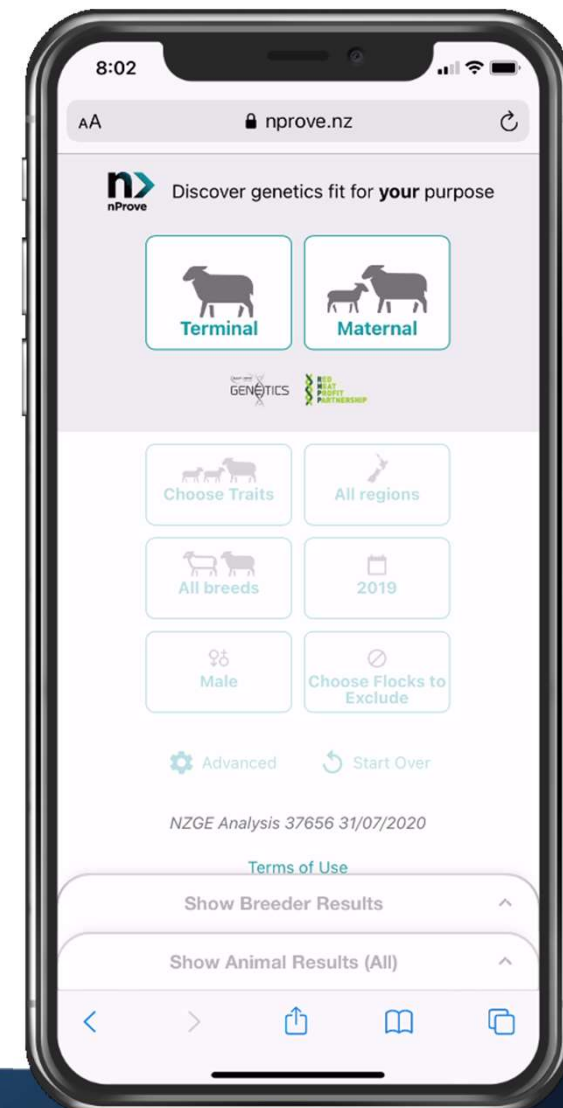 8:02
AA nprove.nz
n>
nProve
Discover genetics fit for your purpose
Terminal Maternal
GENETICS
RED
MEAT
PROFIT
PARTNERSHIP
Choose Traits All regions
All breeds 2019
Male Choose Flocks to
Exclude
Advanced Start Over
NZGE Analysis 37656 31/07/2020
Terms of Use
Show Breeder Results
Show Animal Results (All)